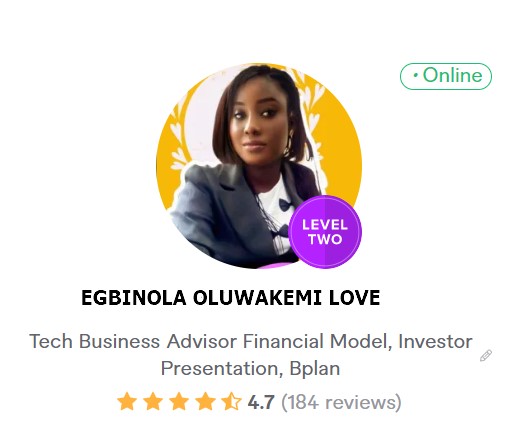 · Online
LEVEL
TWO
EGBINOLA OLUWAKEMI LOVE
Tech Business Advisor Financial Model, Investor
Presentation, Bplan
4.7 (184 reviews)